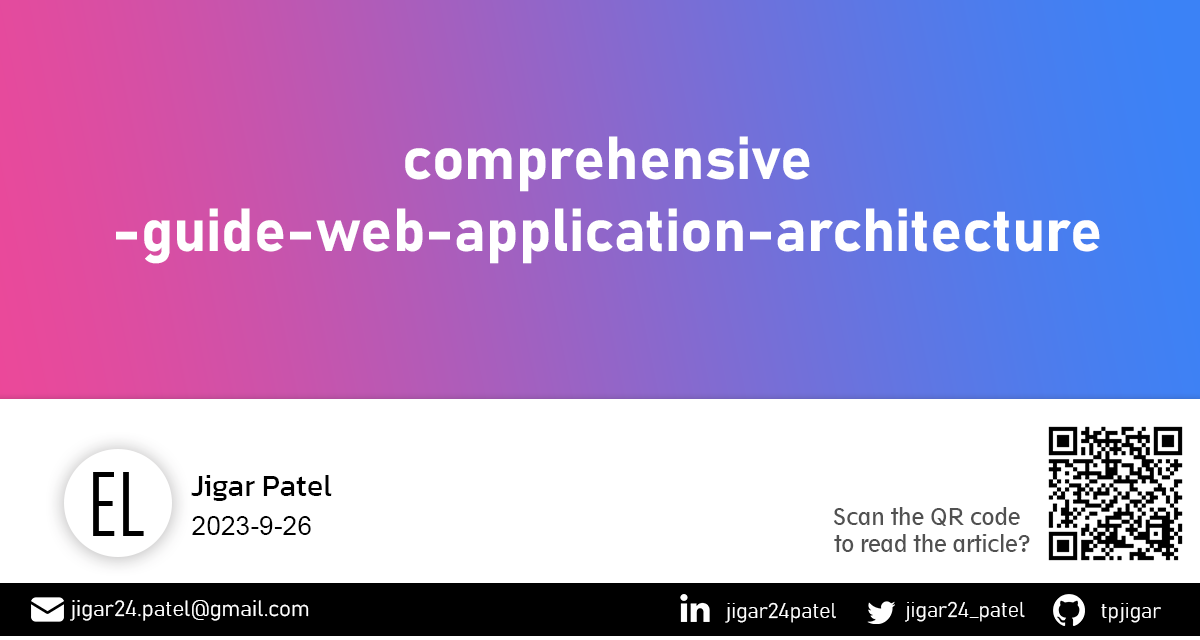 comprehensive
-guide-web-application-architecture
EL
Jigar Patel
2023-9-26
Scan the QR code
to read the article?
jigar24.patel@gmail.com
in
jigar24patel
jigar24_patel
tpjigar